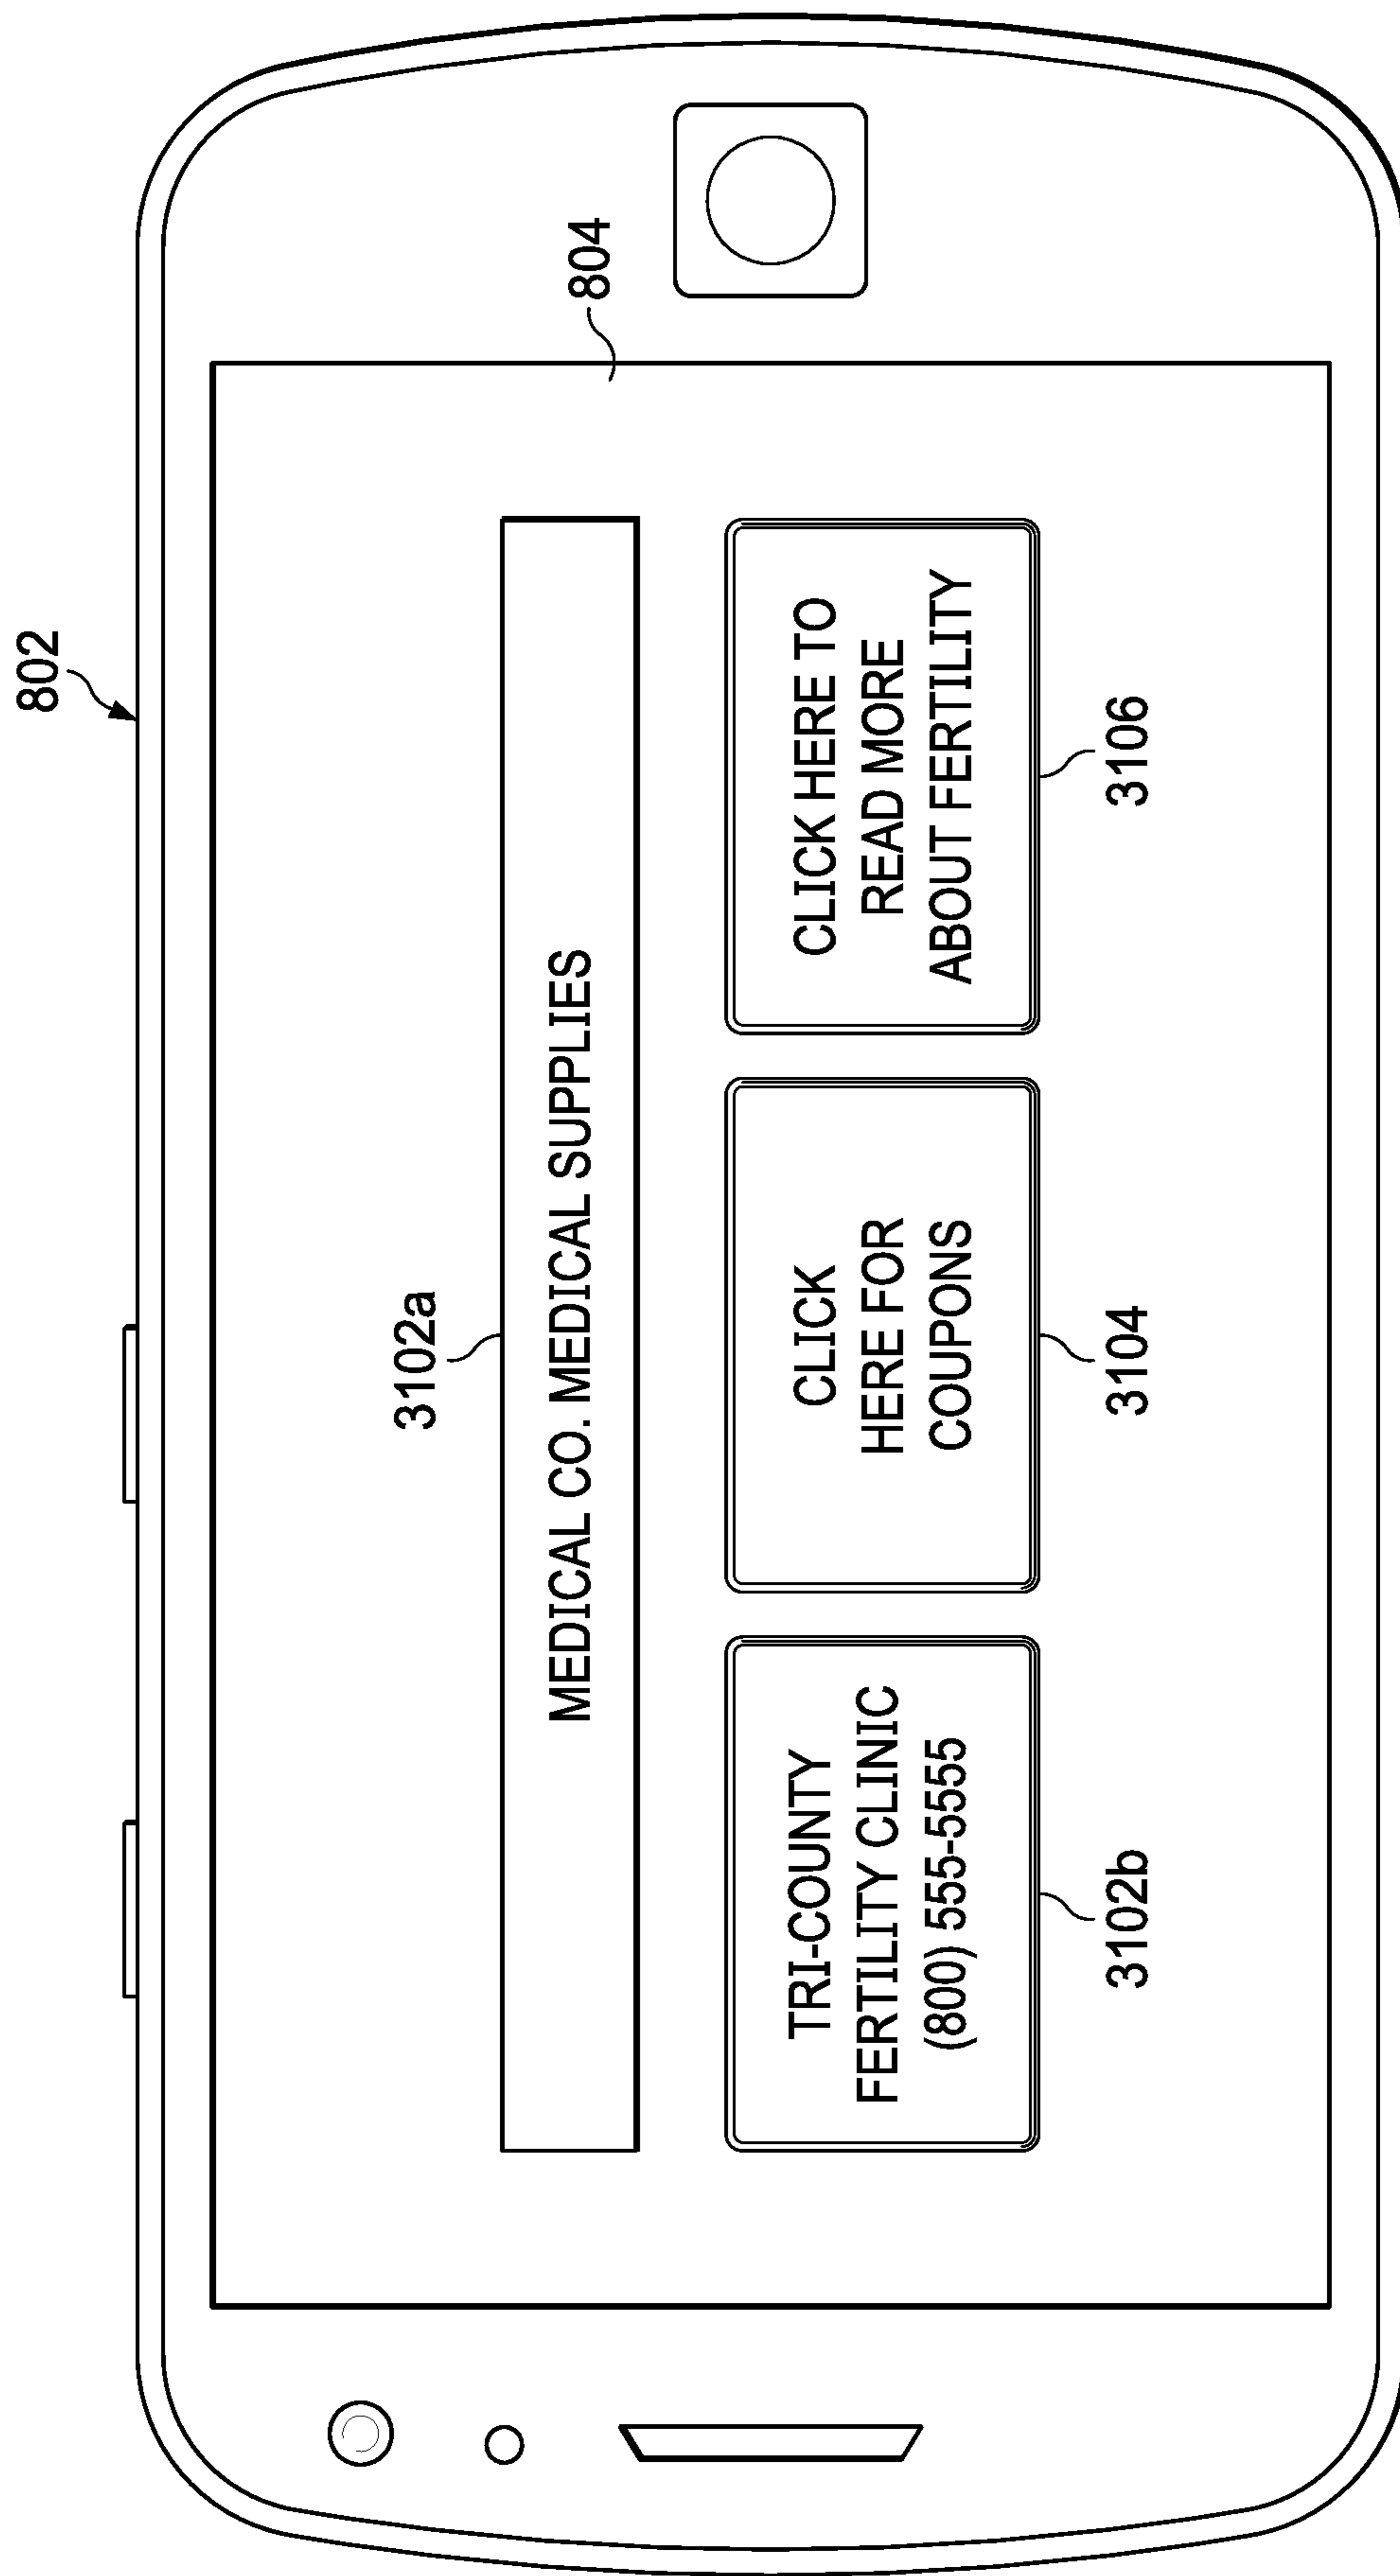 802
804
3102a
MEDICAL CO. MEDICAL SUPPLIES
TRI-COUNTY
FERTILITY CLINIC
(800) 555-5555
3102b
CLICK
HERE FOR
COUPONS
3104
CLICK HERE TO
READ MORE
ABOUT FERTILITY
3106